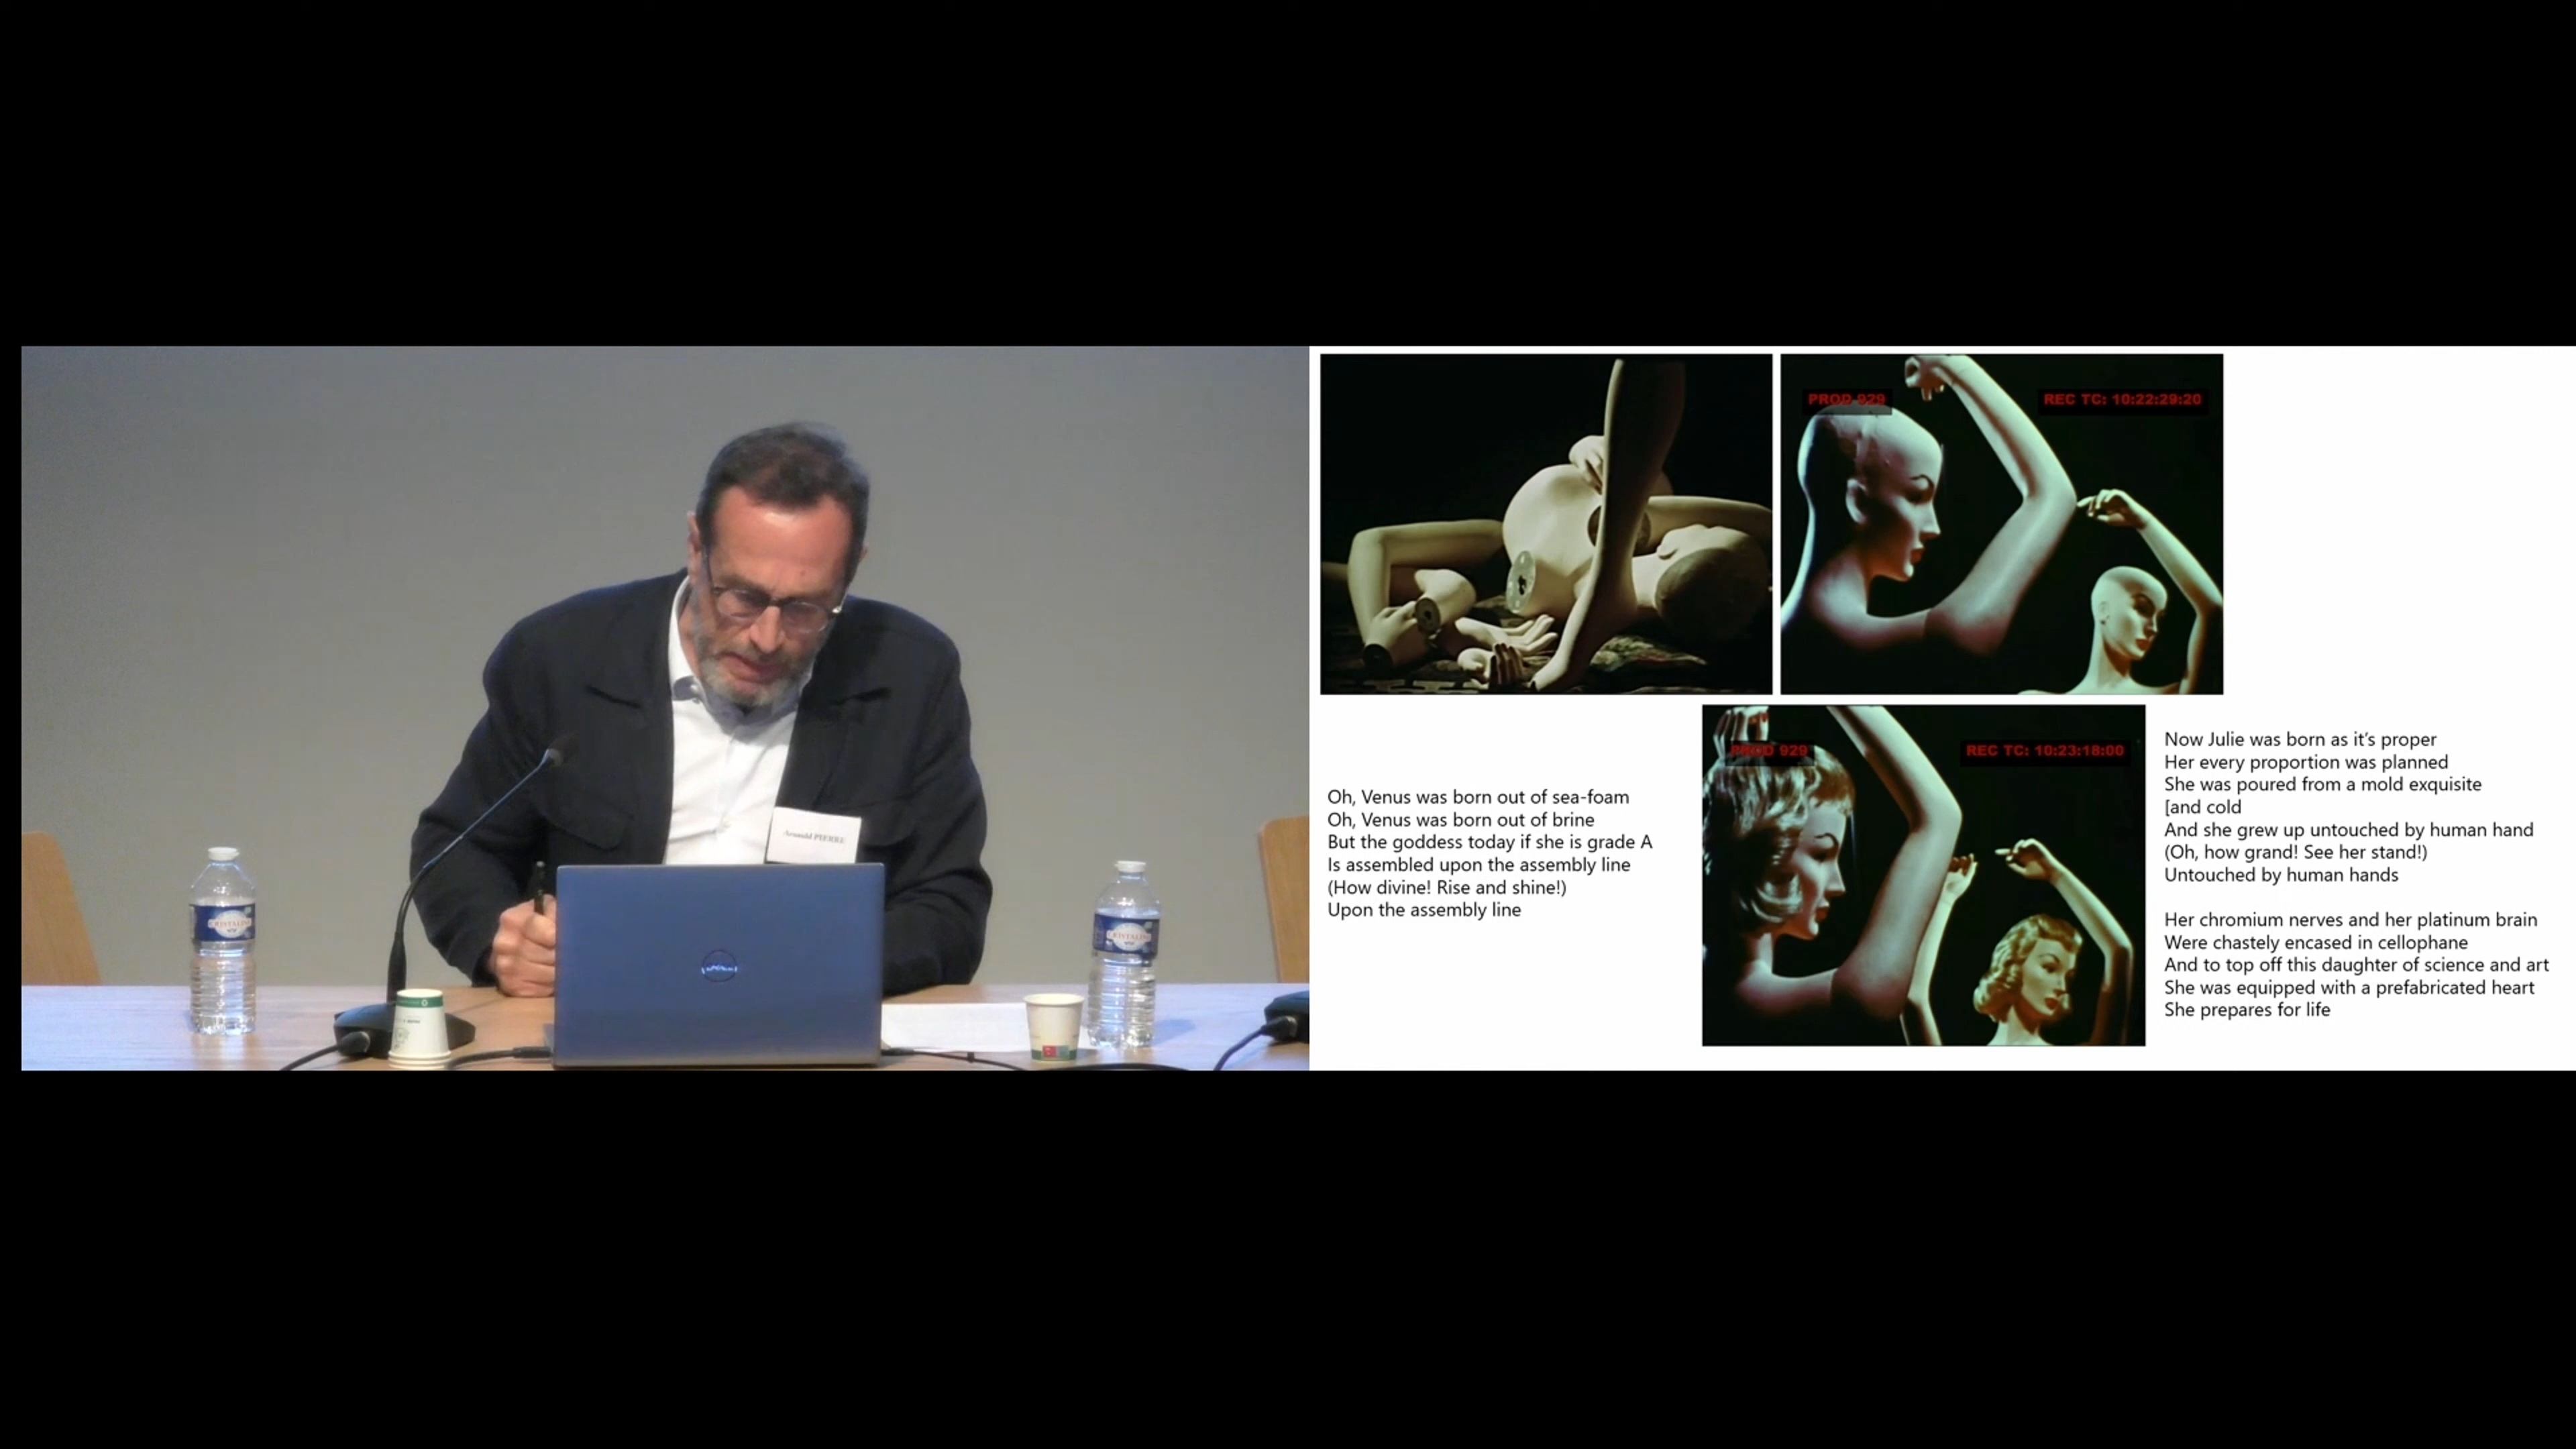 Arnauld PIERRE
CRISTALINE
CRISTALINE
DELL
PROD 929
REC TC: 10:22:29:20
PROD 929
REC TC: 10:23:18:00
Oh, Venus was born out of sea-foam
Oh, Venus was born out of brine
But the goddess today if she is grade A
Is assembled upon the assembly line
(How divine! Rise and shine!)
Upon the assembly line
Now Julie was born as it's proper
Her every proportion was planned
She was poured from a mold exquisite
[and cold
And she grew up untouched by human hand
(Oh, how grand! See her stand!)
Untouched by human hands
Her chromium nerves and her platinum brain
Were chastely encased in cellophane
And to top off this daughter of science and art
She was equipped with a prefabricated heart
She prepares for life